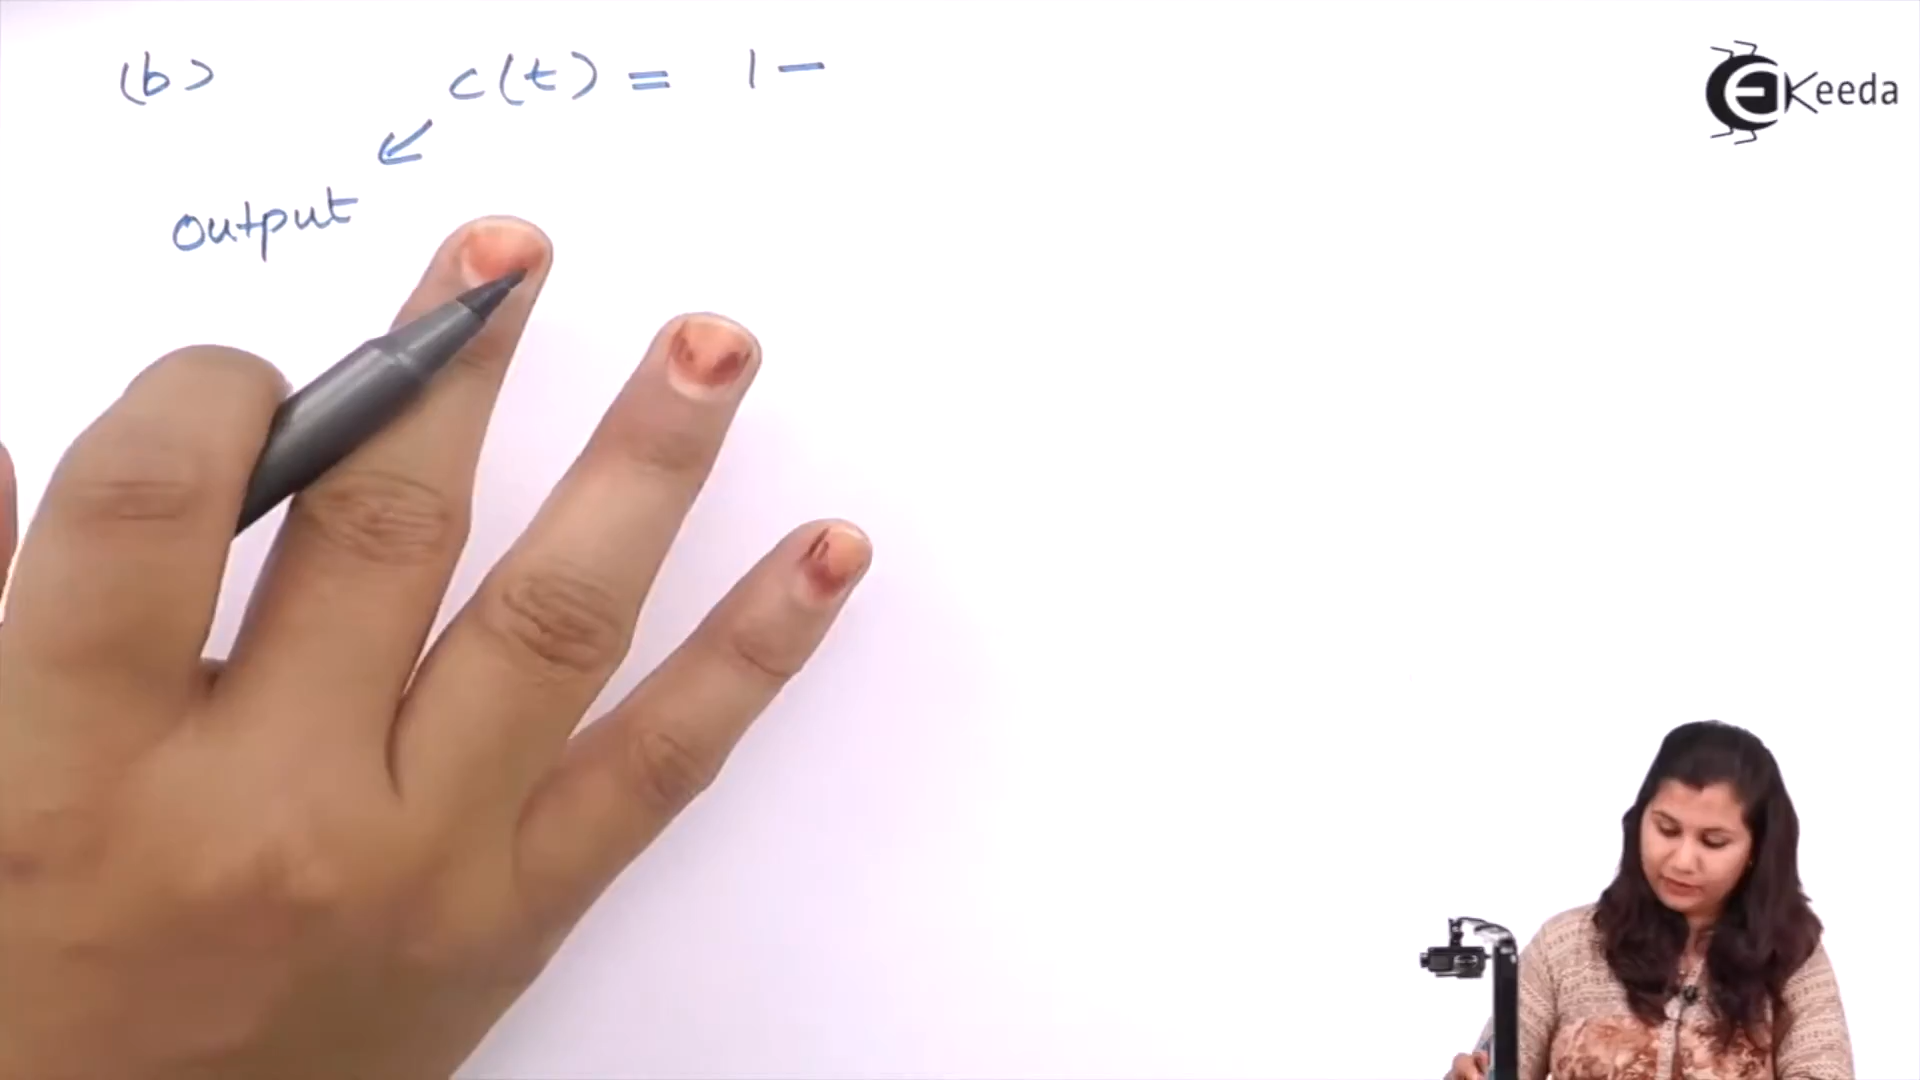 (b) c(t) = 1 -
output
Keeda